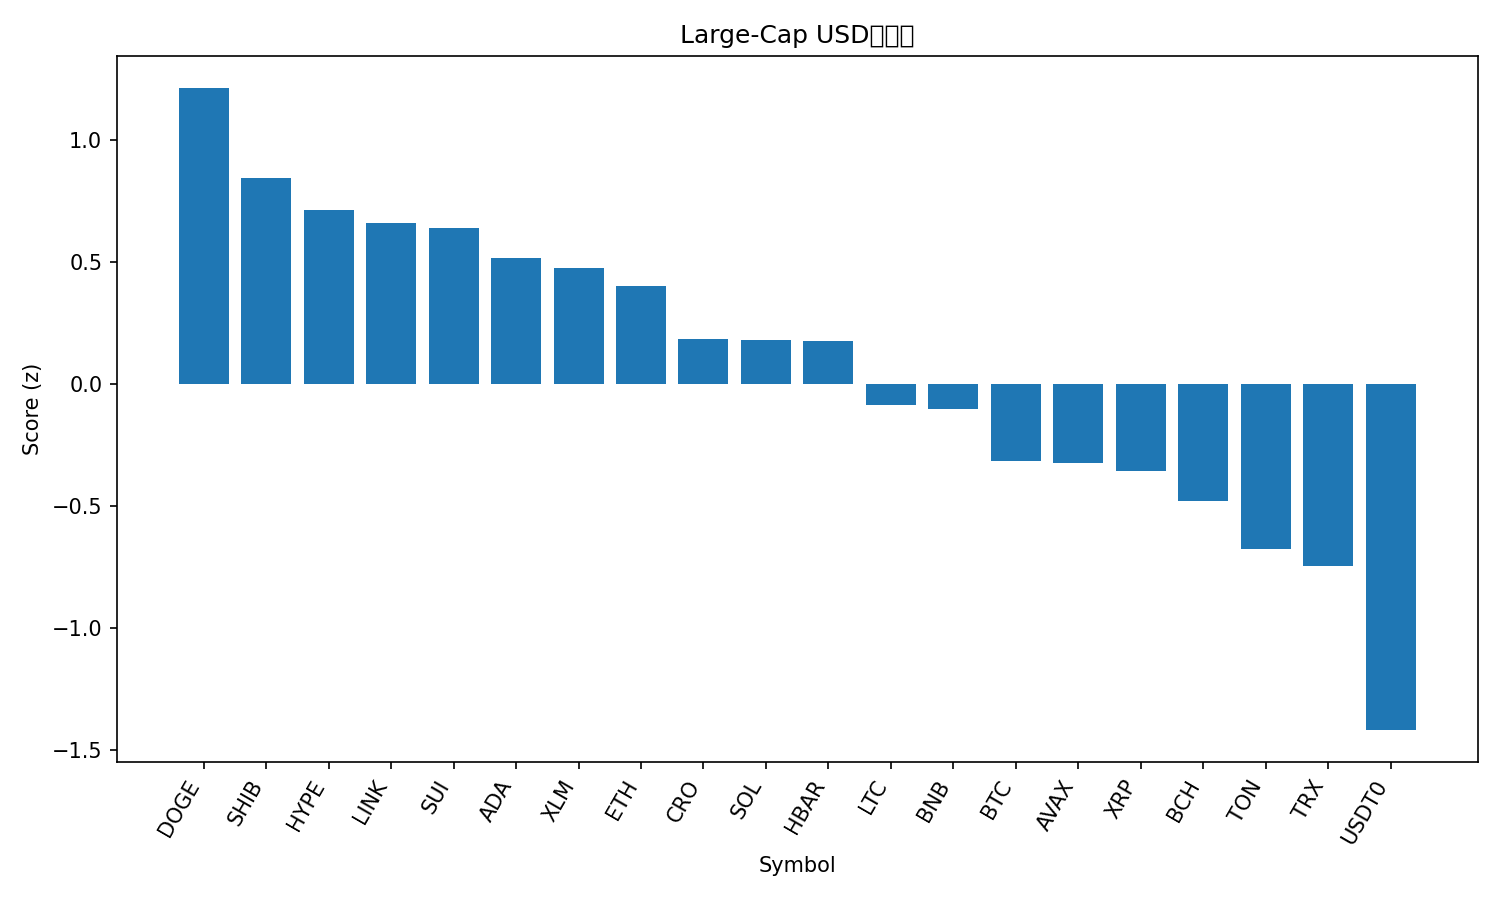 Large-Cap USD
Score (z)
1.0
0.5
0.0
−0.5
−1.0
−1.5
DOGE
SHIB
HYPE
LINK
SUI
ADA
XLM
ETH
CRO
SOL
HBAR
LTC
BNB
BTC
AVAX
XRP
BCH
TON
TRX
USDT0
Symbol